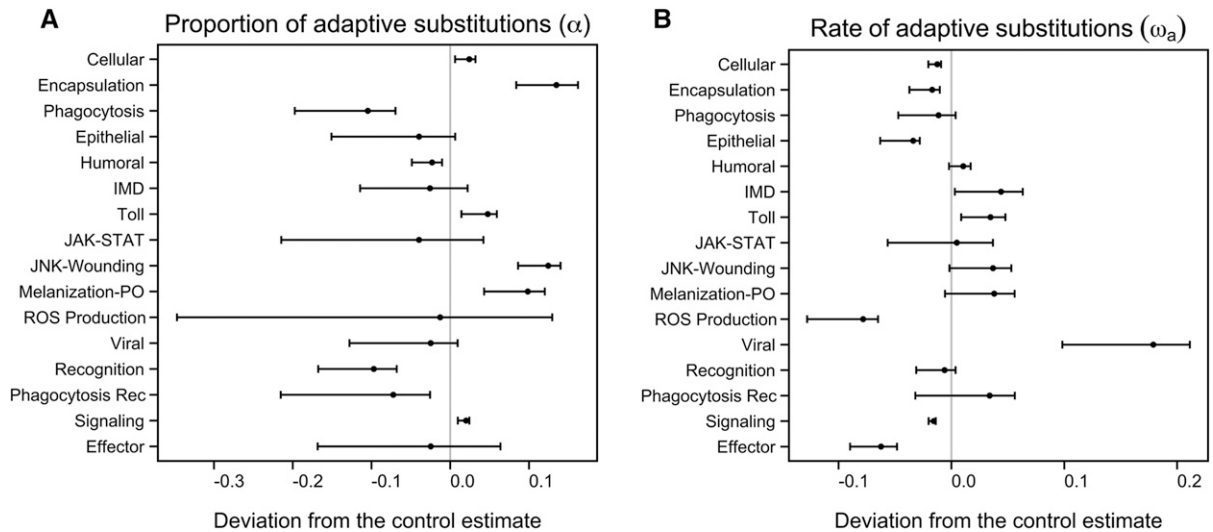 A
Proportion of adaptive substitutions (α)
Cellular
Encapsulation
Phagocytosis
Epithelial
Humoral
IMD
Toll
JAK-STAT
JNK-Wounding
Melanization-PO
ROS Production
Viral
Recognition
Phagocytosis Rec
Signaling
Effector
-0.3 -0.2 -0.1 0.0 0.1
Deviation from the control estimate
B
Rate of adaptive substitutions (ωa)
Cellular
Encapsulation
Phagocytosis
Epithelial
Humoral
IMD
Toll
JAK-STAT
JNK-Wounding
Melanization-PO
ROS Production
Viral
Recognition
Phagocytosis Rec
Signaling
Effector
-0.1 0.0 0.1 0.2
Deviation from the control estimate